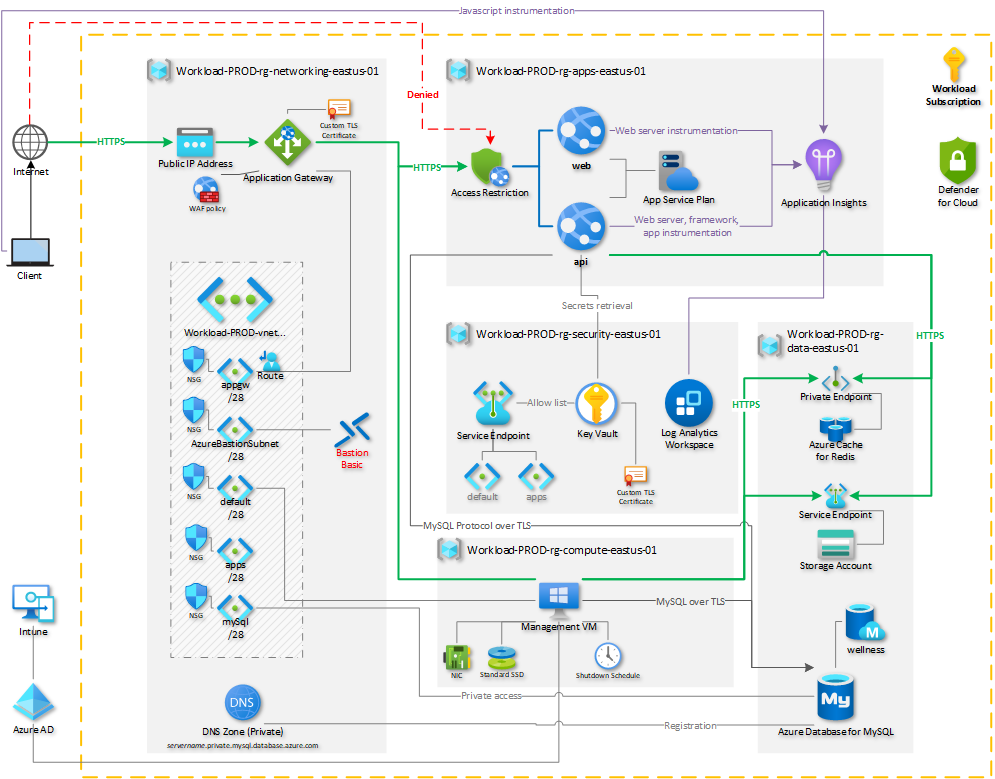 Javascript instrumentation
Workload-PROD-rg-networking-eastus-01
Workload-PROD-rg-apps-eastus-01
Workload
Subscription
Denied
Custom TLS
Certificate
HTTPS
Public IP Address
Application Gateway
WAF policy
HTTPS
Access Restriction
Web server instrumentation
web
App Service Plan
Application Insights
Web server, framework,
app instrumentation
api
Defender
for Cloud
Internet
Client
Secrets retrieval
Workload-PROD-vnet...
NSG
appgw
/28
Route
NSG
AzureBastionSubnet
/28
Bastion
Basic
NSG
default
/28
NSG
apps
/28
NSG
mySql
/28
Workload-PROD-rg-security-eastus-01
Service Endpoint
Allow list
Key Vault
default
apps
Custom TLS
Certificate
Log Analytics
Workspace
HTTPS
HTTPS
Workload-PROD-rg-
data-eastus-01
Private Endpoint
Azure Cache
for Redis
Service Endpoint
Storage Account
MySQL Protocol over TLS
Workload-PROD-rg-compute-eastus-01
MySQL over TLS
Management VM
NIC
Standard SSD
Shutdown Schedule
wellness
My
Azure Database for MySQL
Private access
Registration
Intune
Azure AD
DNS
DNS Zone (Private)
servername.private.mysql.database.azure.com
M